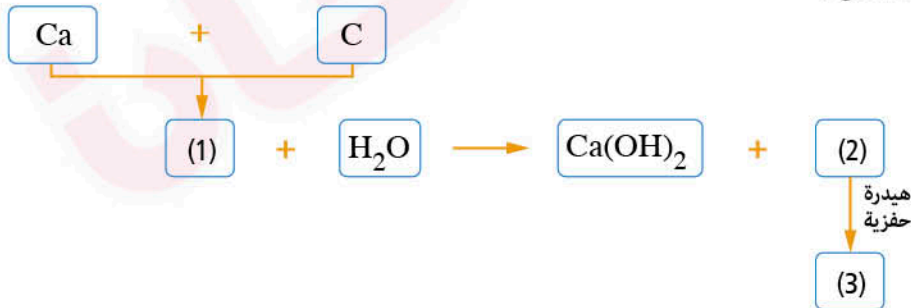 Ca + C
(1) + H₂O → Ca(OH)₂ + (2)
هيدرة
حفزية
(3)